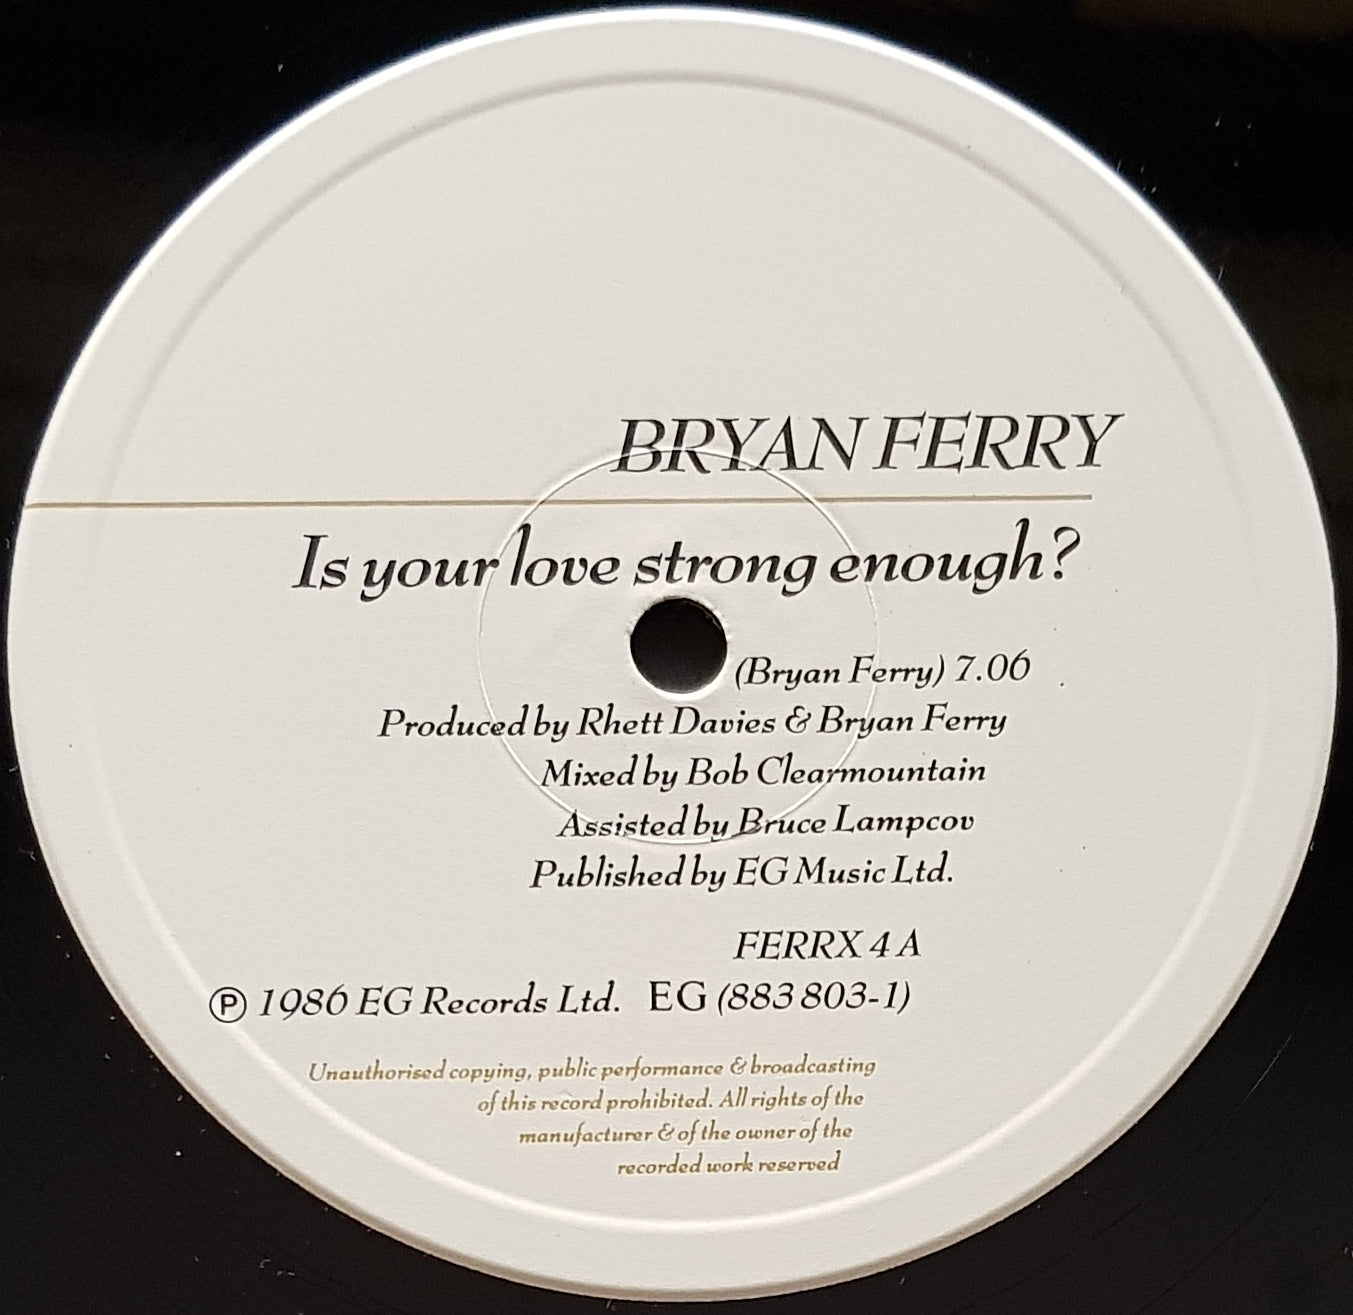 BRYAN FERRY
Is your love strong enough?
(Bryan Ferry) 7.06
Produced by Rhett Davies & Bryan Ferry
Mixed by Bob Clearmountain
Assisted by Bruce Lampcov
Published by EG Music Ltd.
FERRX 4 A
Ⓟ 1986 EG Records Ltd. EG (883 803-1)
Unauthorised copying, public performance & broadcasting
of this record prohibited. All rights of the
manufacturer & of the owner of the
recorded work reserved